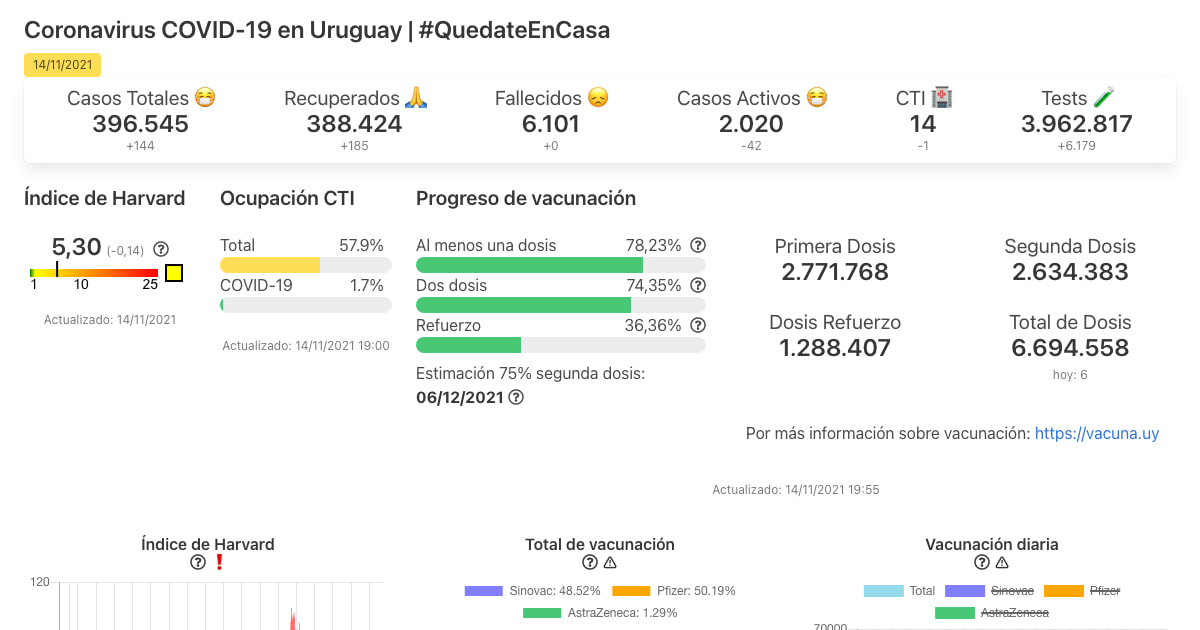 Coronavirus COVID-19 en Uruguay | #QuedateEnCasa
14/11/2021
Casos Totales 😷 Recuperados 🙏 Fallecidos 😞 Casos Activos 😷 CTI 🏥 Tests 🧪
396.545 388.424 6.101 2.020 14 3.962.817
+144 +185 +0 -42 -1 +6.179
Índice de Harvard Ocupación CTI Progreso de vacunación
5,30 (-0,14) ?
1 10 25
Actualizado: 14/11/2021
Total 57.9%
COVID-19 1.7%
Actualizado: 14/11/2021 19:00
Al menos una dosis 78,23% ?
Dos dosis 74,35% ?
Refuerzo 36,36% ?
Estimación 75% segunda dosis:
06/12/2021 ?
Primera Dosis Segunda Dosis
2.771.768 2.634.383
Dosis Refuerzo Total de Dosis
1.288.407 6.694.558
hoy: 6
Por más información sobre vacunación: https://vacuna.uy
Actualizado: 14/11/2021 19:55
Índice de Harvard
? ❗
120
Total de vacunación
? ⚠
Sinovac: 48.52% Pfizer: 50.19%
AstraZeneca: 1.29%
Vacunación diaria
? ⚠
Total Sinovac Pfizer
AstraZeneca
70000